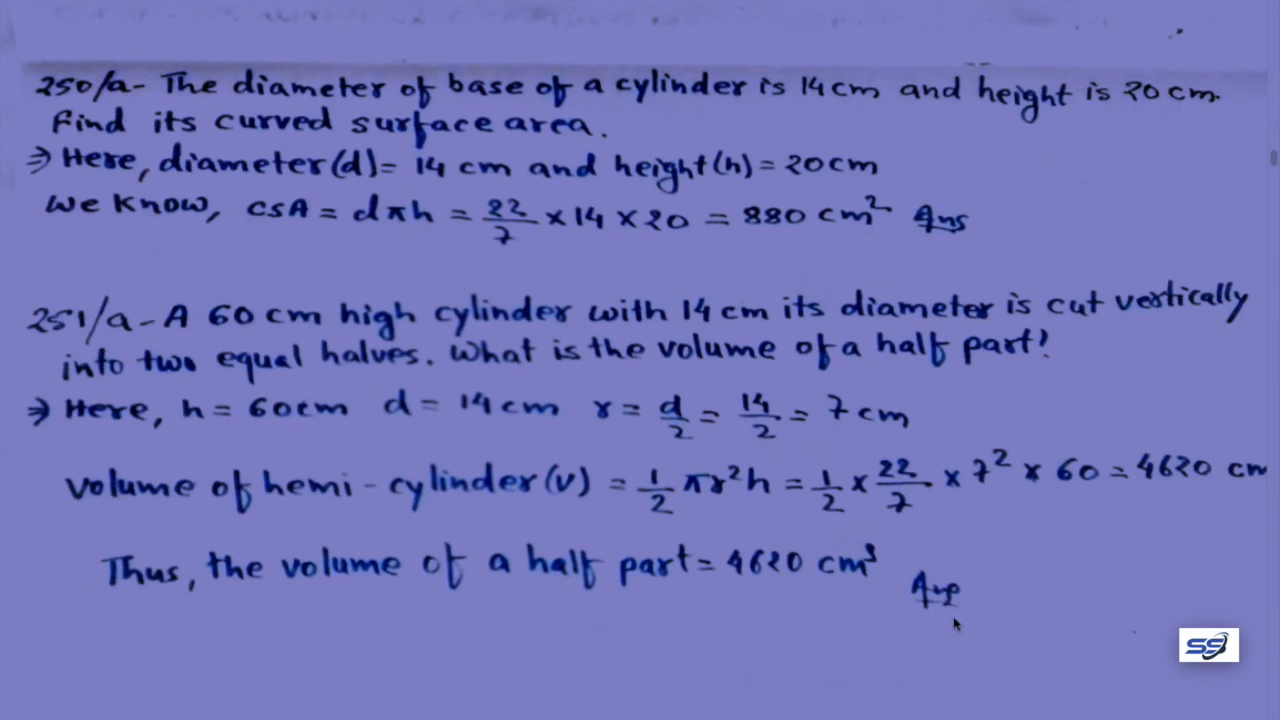 250/a- The diameter of base of a cylinder is 14cm and height is 20cm.
Find its curved surface area.
⇒ Here, diameter(d)= 14 cm and height(h)= 20cm
We know, CSA = dπh = 22/7 × 14 × 20 = 880 cm² Ans
251/a- A 60cm high cylinder with 14cm its diameter is cut vertically
into two equal halves. What is the volume of a half part?
⇒ Here, h = 60cm d = 14cm r = d/2 = 14/2 = 7cm
Volume of hemi-cylinder(v) = 1/2 πr²h = 1/2 × 22/7 × 7² × 60 = 4620 cm
Thus, the volume of a half part = 4620 cm³
Ans
SS